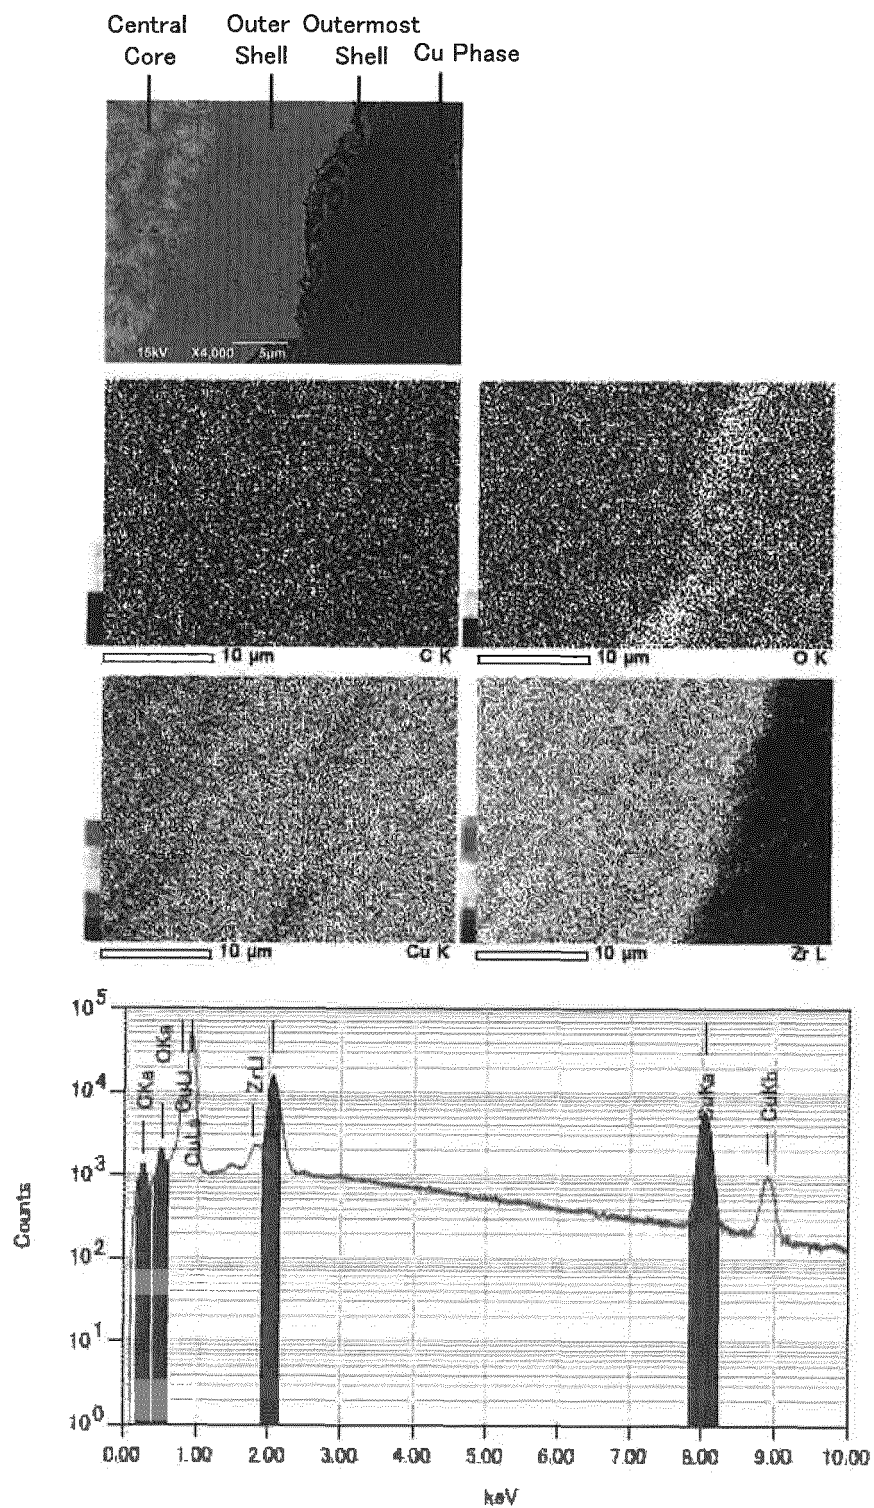 Central Core
Outer Shell
Outermost Shell
Cu Phase
15kV X4,000 5µm
10 µm C K
10 µm O K
10 µm Cu K
10 µm Zr L
10⁵
10⁴
10³
10²
10¹
10⁰
Counts
CKa
OKa
CuLl
CuLa
ZrLl
CuKa
CuKb
0.00 1.00 2.00 3.00 4.00 5.00 6.00 7.00 8.00 9.00 10.00
keV